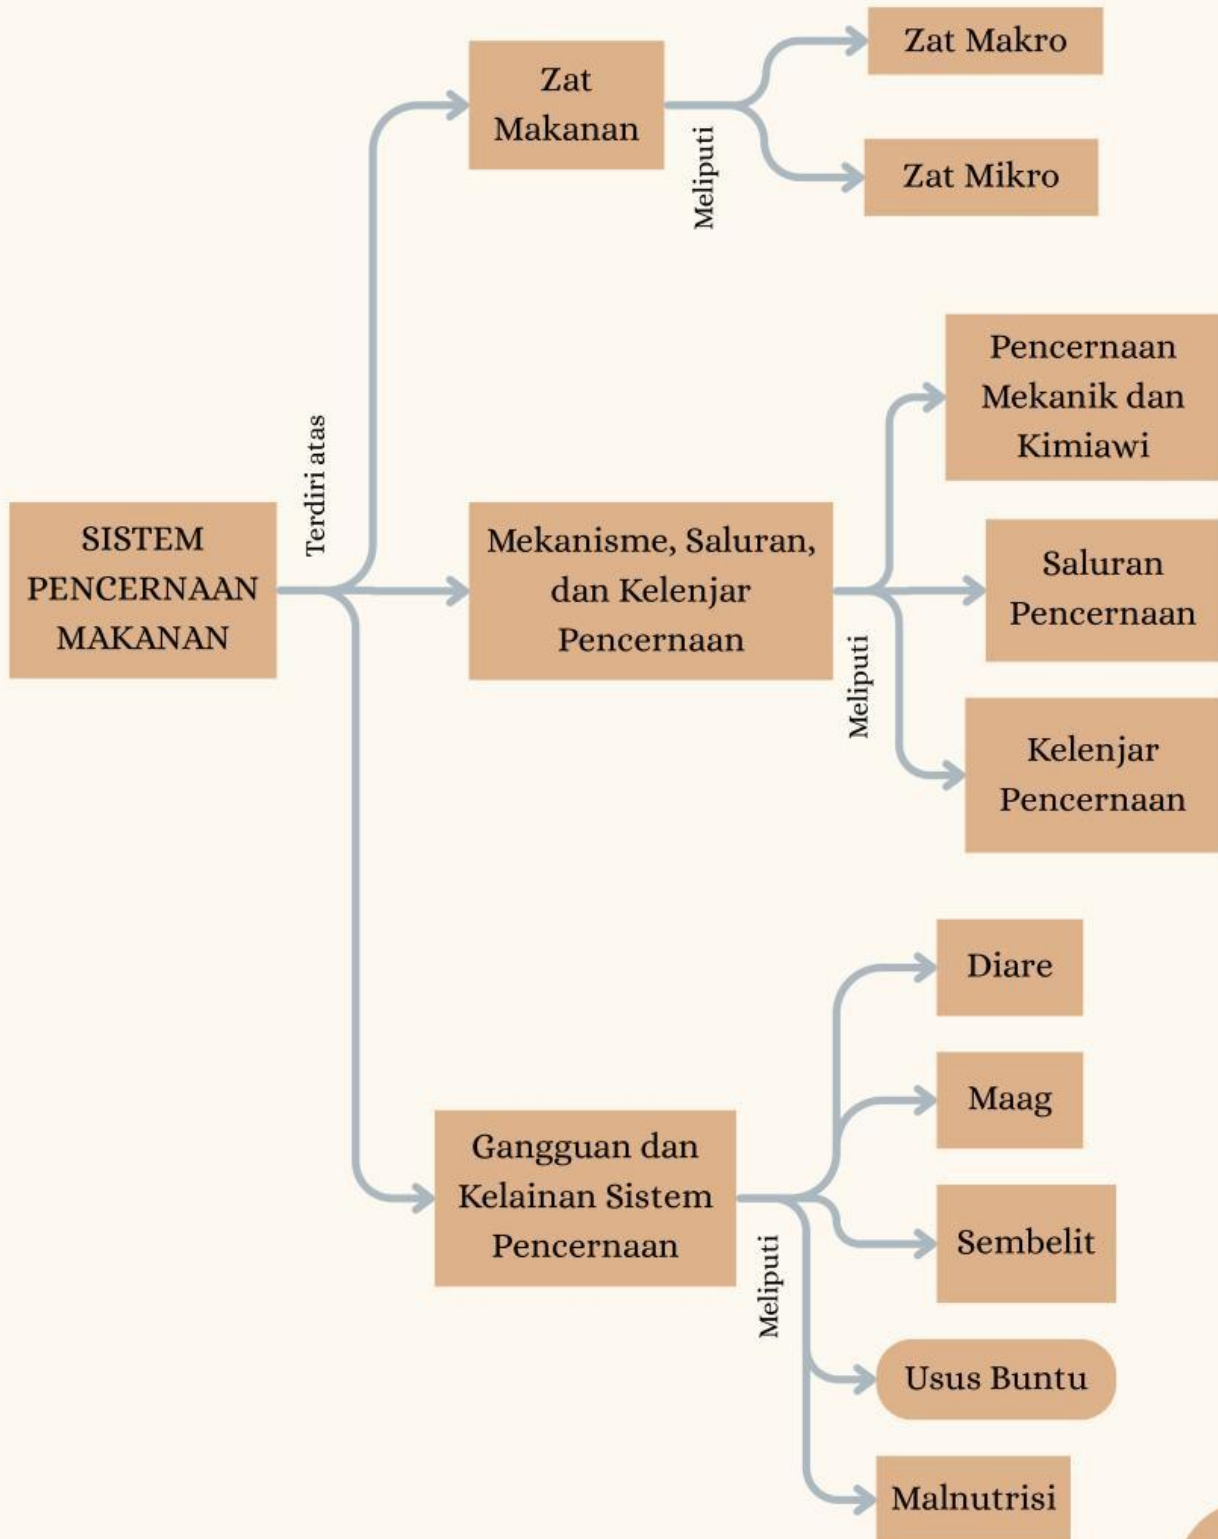 SISTEM
PENCERNAAN
MAKANAN
Terdiri atas
Zat
Makanan
Meliputi
Zat Makro
Zat Mikro
Mekanisme, Saluran,
dan Kelenjar
Pencernaan
Meliputi
Pencernaan
Mekanik dan
Kimiawi
Saluran
Pencernaan
Kelenjar
Pencernaan
Gangguan dan
Kelainan Sistem
Pencernaan
Meliputi
Diare
Maag
Sembelit
Usus Buntu
Malnutrisi